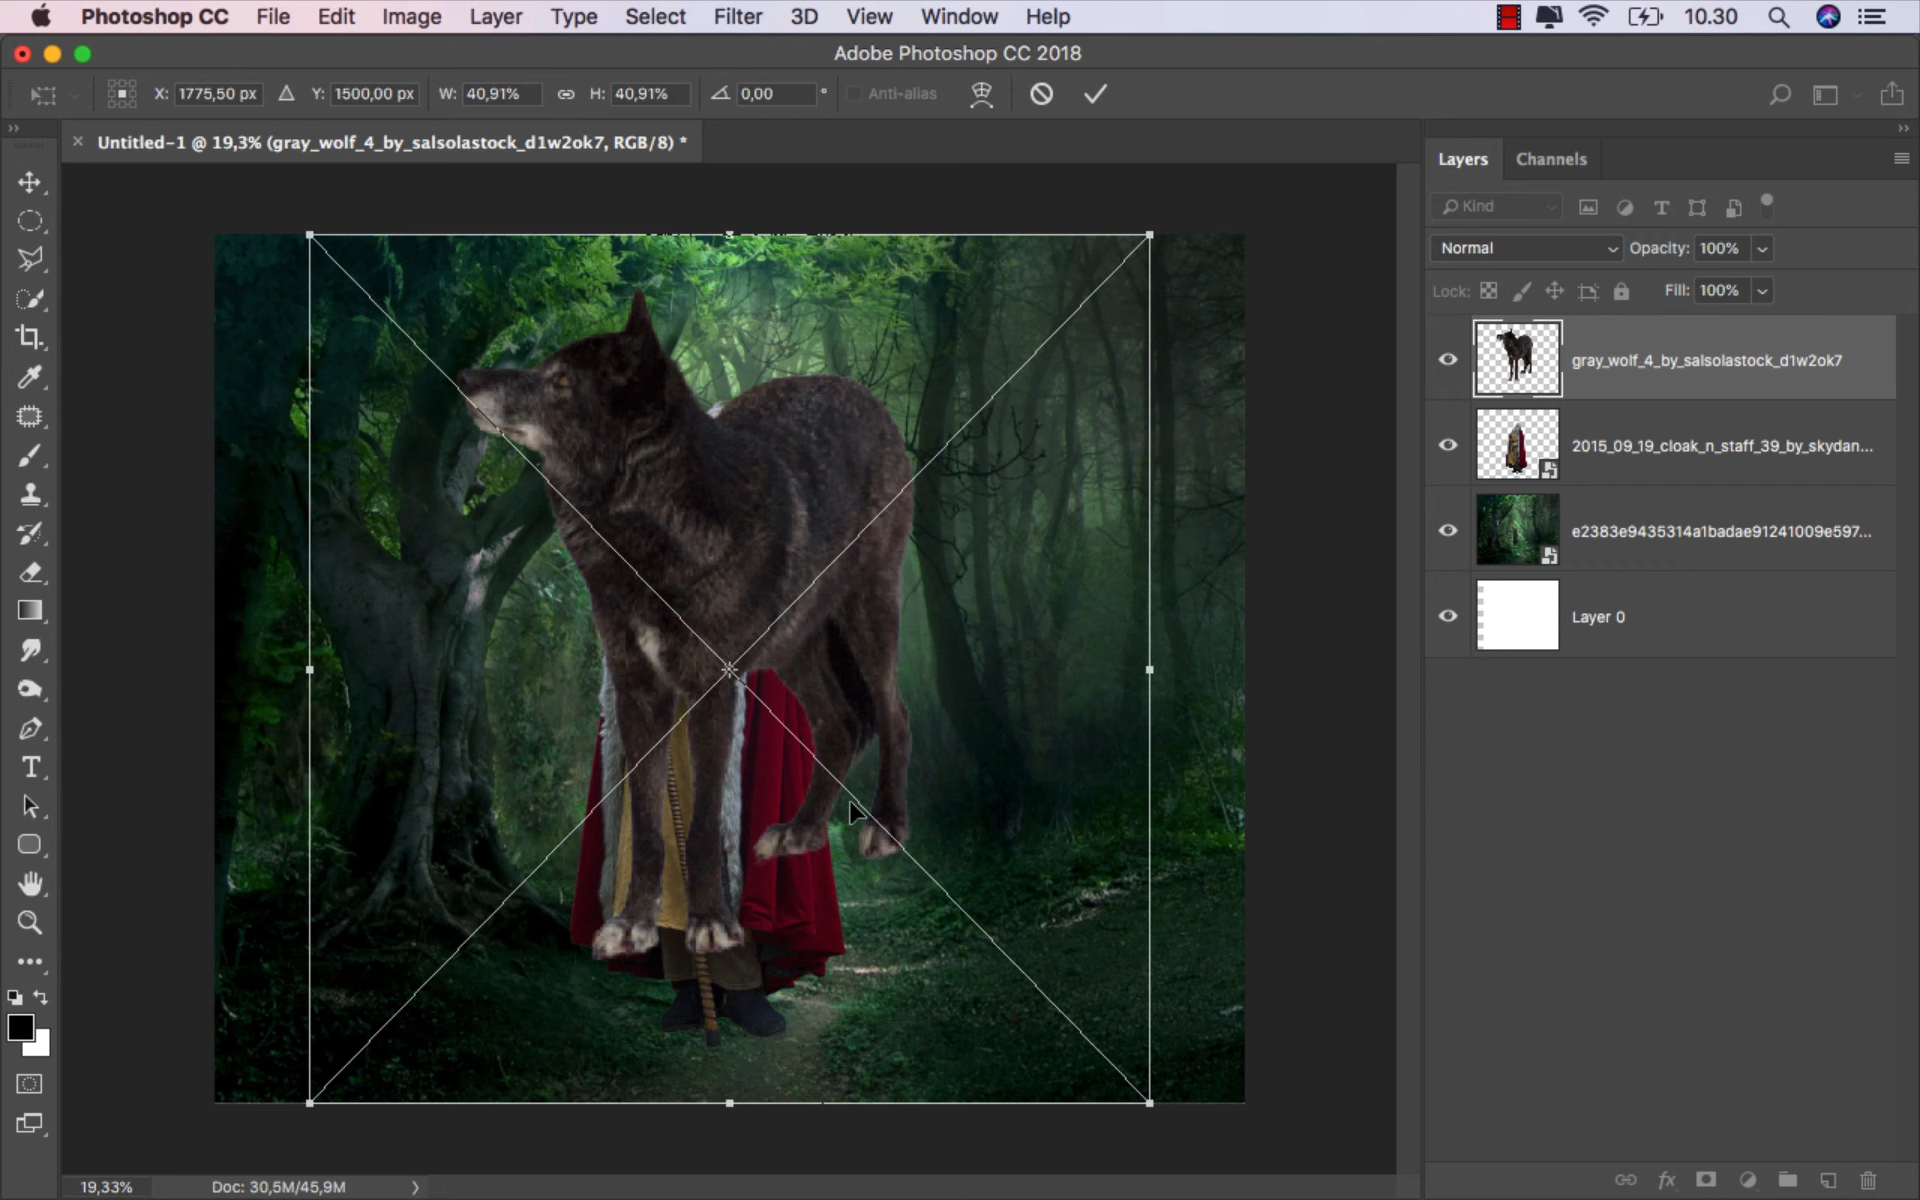 Photoshop CC File Edit Image Layer Type Select Filter 3D View Window Help 10.30
Adobe Photoshop CC 2018
X: 1775,50 px Y: 1500,00 px W: 40,91% H: 40,91% 0,00 ° Anti-alias
Untitled-1 @ 19,3% (gray_wolf_4_by_salsolastock_d1w2ok7, RGB/8) *
Layers Channels
Kind
Normal Opacity: 100%
Lock: Fill: 100%
gray_wolf_4_by_salsolastock_d1w2ok7
2015_09_19_cloak_n_staff_39_by_skydan...
e2383e9435314a1badae91241009e597...
Layer 0
19,33% Doc: 30,5M/45,9M